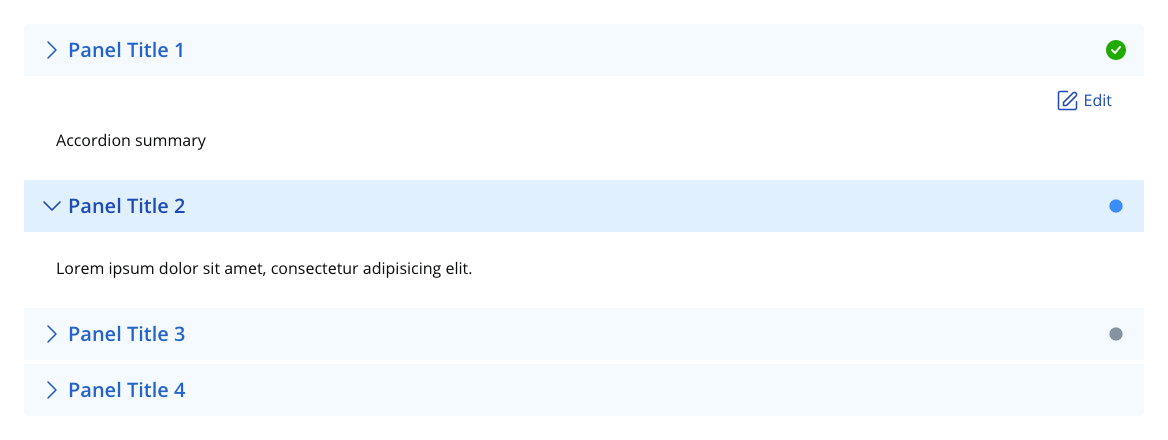 Panel Title 1
Edit
Accordion summary
Panel Title 2
Lorem ipsum dolor sit amet, consectetur adipisicing elit.
Panel Title 3
Panel Title 4